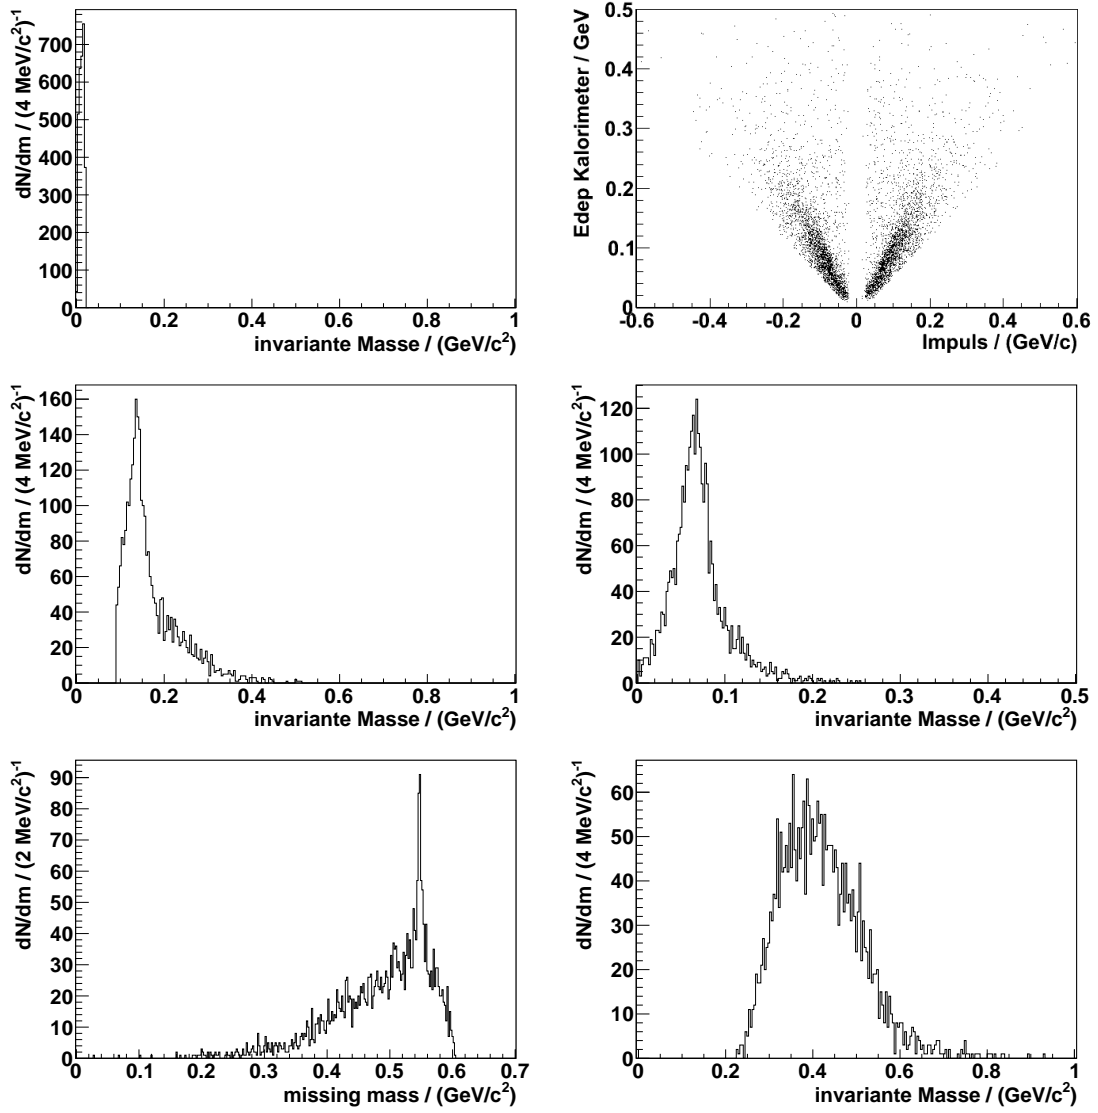 dN/dm / (4 MeV/c²)⁻¹
700
600
500
400
300
200
100
0
0 0.2 0.4 0.6 0.8 1
invariante Masse / (GeV/c²)
Edep Kalorimeter / GeV
0.5
0.4
0.3
0.2
0.1
0
-0.6 -0.4 -0.2 0 0.2 0.4 0.6
Impuls / (GeV/c)
dN/dm / (4 MeV/c²)⁻¹
160
140
120
100
80
60
40
20
0
0 0.2 0.4 0.6 0.8 1
invariante Masse / (GeV/c²)
dN/dm / (4 MeV/c²)⁻¹
120
100
80
60
40
20
0
0 0.1 0.2 0.3 0.4 0.5
invariante Masse / (GeV/c²)
dN/dm / (2 MeV/c²)⁻¹
90
80
70
60
50
40
30
20
10
0
0 0.1 0.2 0.3 0.4 0.5 0.6 0.7
missing mass / (GeV/c²)
dN/dm / (4 MeV/c²)⁻¹
60
50
40
30
20
10
0
0 0.2 0.4 0.6 0.8 1
invariante Masse / (GeV/c²)